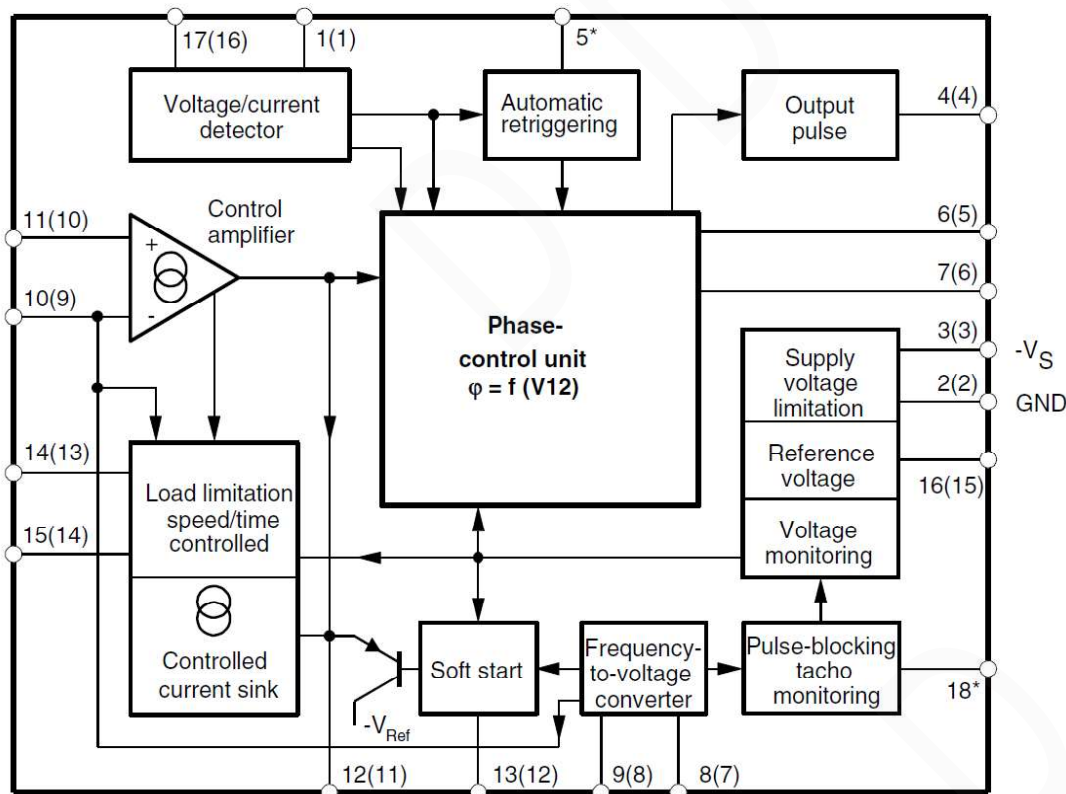 17(16)
1(1)
5*
Voltage/current
detector
Automatic
retriggering
Output
pulse
4(4)
11(10)
Control
amplifier
+
-
10(9)
6(5)
7(6)
Phase-
control unit
φ = f (V12)
3(3)
-VS
2(2)
GND
Supply
voltage
limitation
Reference
voltage
16(15)
Voltage
monitoring
14(13)
15(14)
Load limitation
speed/time
controlled
Controlled
current sink
-VRef
Soft start
Frequency-
to-voltage
converter
Pulse-blocking
tacho
monitoring
18*
12(11)
13(12)
9(8)
8(7)